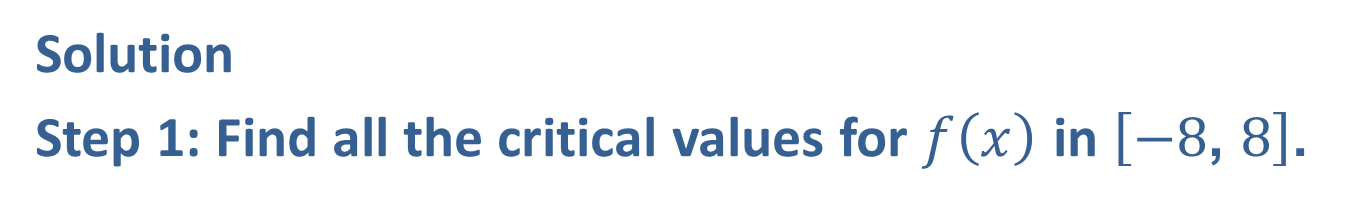 Solution
Step 1: Find all the critical values for f(x) in [−8, 8].